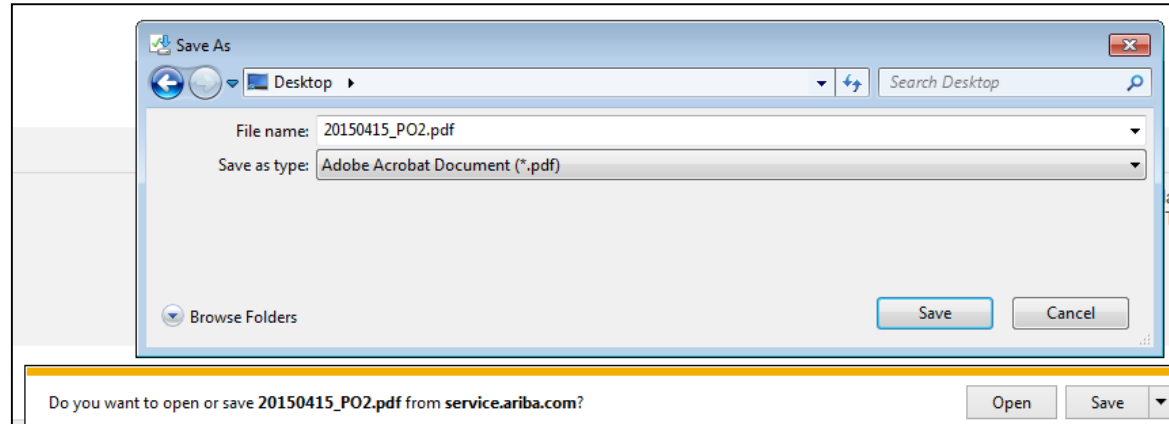 Save As
Desktop
Search Desktop
File name: 20150415_PO2.pdf
Save as type: Adobe Acrobat Document (*.pdf)
Browse Folders
Save Cancel
Do you want to open or save 20150415_PO2.pdf from service.ariba.com?
Open Save